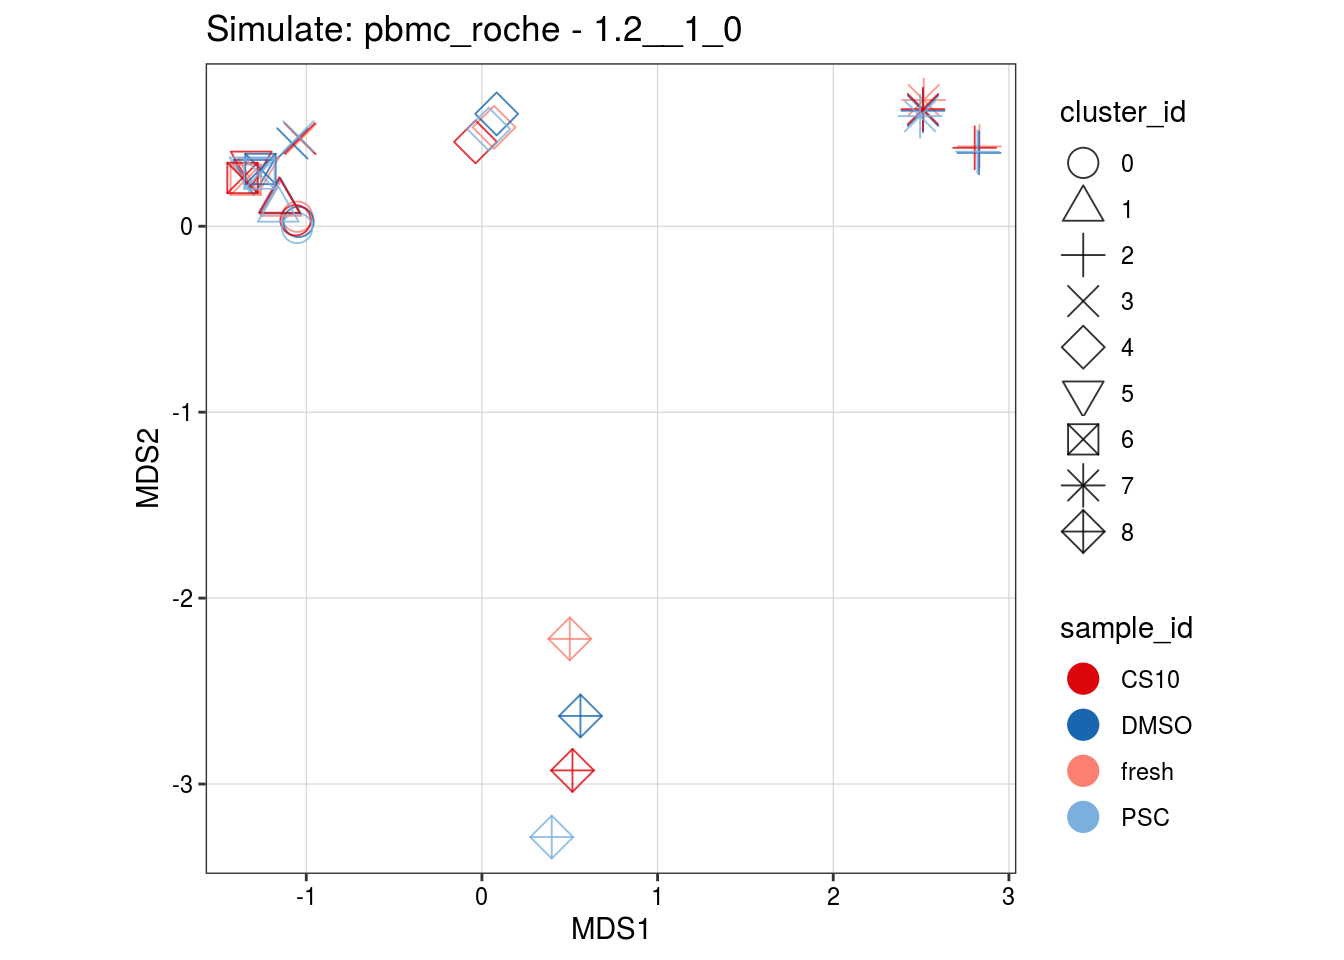 Simulate: pbmc_roche - 1.2__1_0
cluster_id
0
1
2
3
4
5
6
7
8
sample_id
CS10
DMSO
fresh
PSC
MDS2
0
-1
-2
-3
-1
0
1
2
3
MDS1